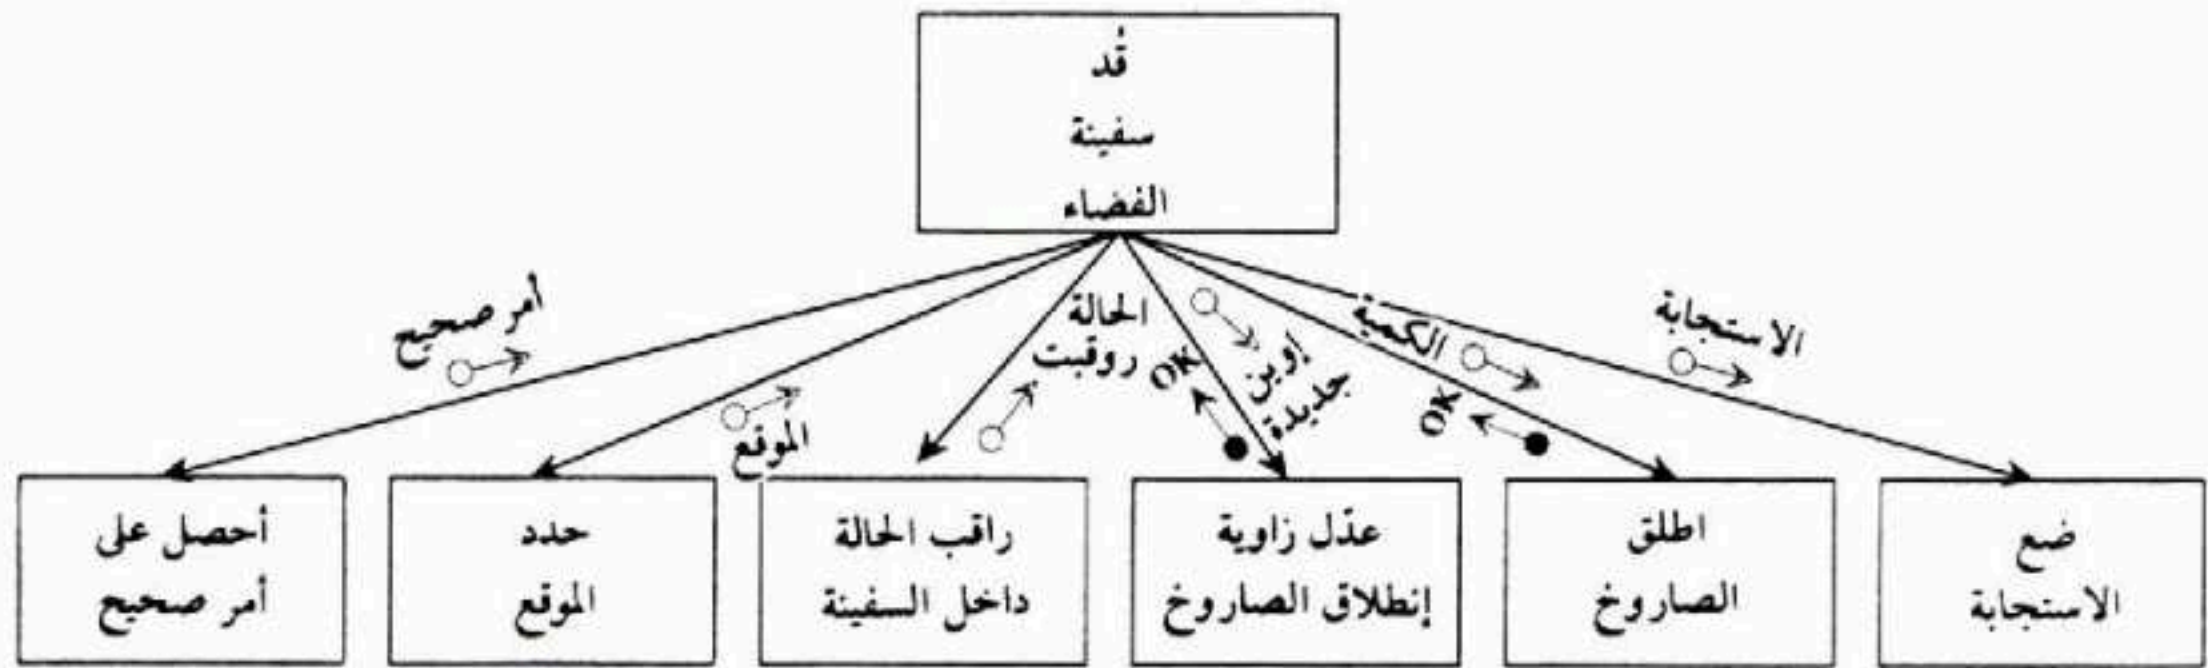 قُد
سفينة
الفضاء
الاستجابة
الكمية
OK
إوين
جديدة
OK
الحالة
روقبت
الموقع
أمر صحيح
ضع
الاستجابة
اطلق
الصاروخ
عدّل زاوية
إنطلاق الصاروخ
راقب الحالة
داخل السفينة
حدد
الموقع
أحصل على
أمر صحيح